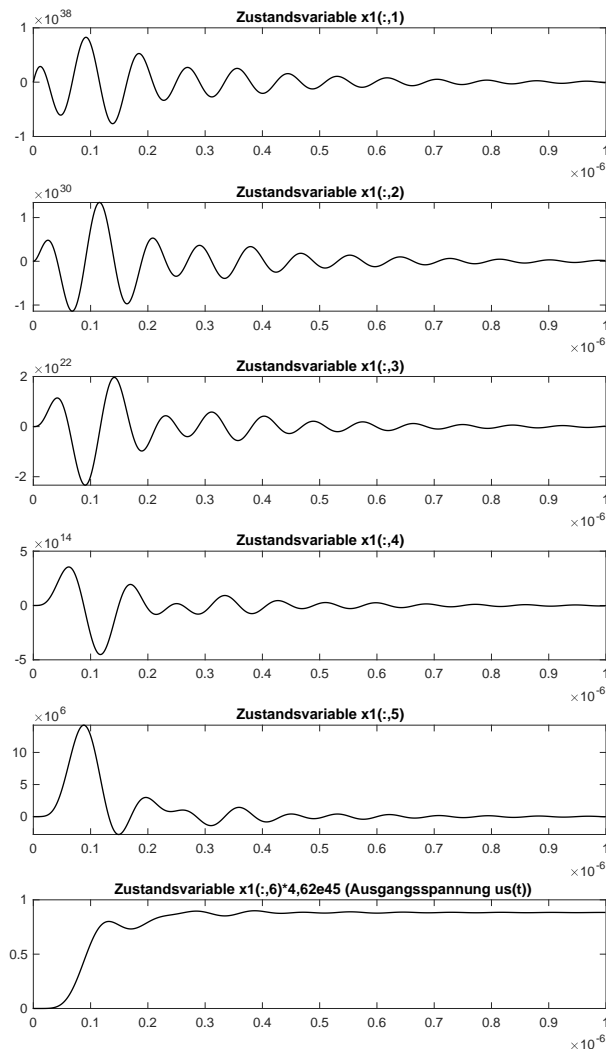 Zustandsvariable x1(:,1)
×10^38
1
0
-1
0 0.1 0.2 0.3 0.4 0.5 0.6 0.7 0.8 0.9 1
×10^-6
Zustandsvariable x1(:,2)
×10^30
1
0
-1
0 0.1 0.2 0.3 0.4 0.5 0.6 0.7 0.8 0.9 1
×10^-6
Zustandsvariable x1(:,3)
×10^22
2
0
-2
0 0.1 0.2 0.3 0.4 0.5 0.6 0.7 0.8 0.9 1
×10^-6
Zustandsvariable x1(:,4)
×10^14
5
0
-5
0 0.1 0.2 0.3 0.4 0.5 0.6 0.7 0.8 0.9 1
×10^-6
Zustandsvariable x1(:,5)
×10^6
10
5
0
0 0.1 0.2 0.3 0.4 0.5 0.6 0.7 0.8 0.9 1
×10^-6
Zustandsvariable x1(:,6)*4,62e45 (Ausgangsspannung us(t))
1
0.5
0
0 0.1 0.2 0.3 0.4 0.5 0.6 0.7 0.8 0.9 1
×10^-6